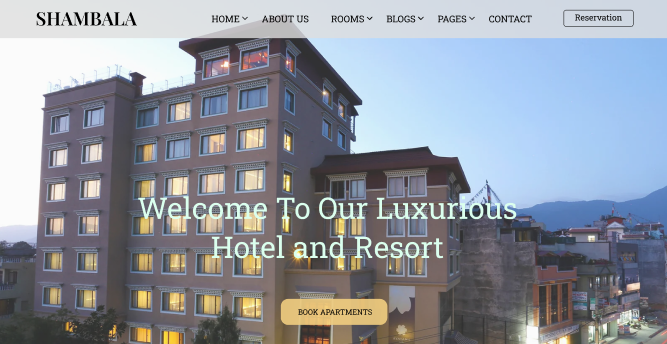 SHAMBALA
HOME ABOUT US ROOMS BLOGS PAGES CONTACT Reservation
Welcome To Our Luxurious
Hotel and Resort
BOOK APARTMENTS